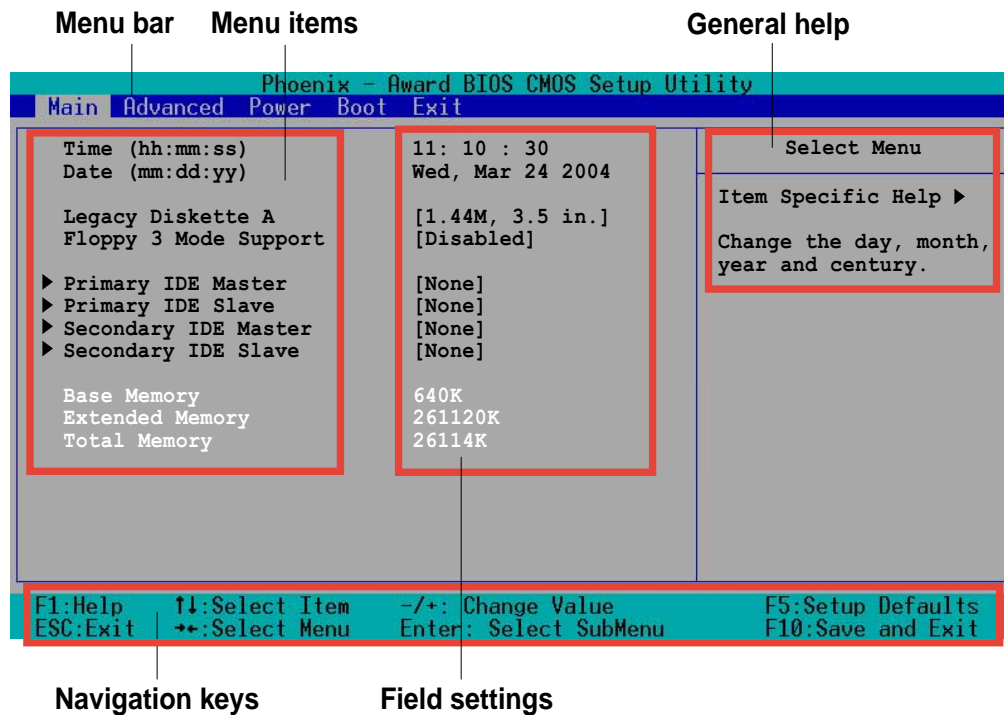 Menu bar Menu items General help
Phoenix - Award BIOS CMOS Setup Utility
Main Advanced Power Boot Exit
Time (hh:mm:ss) 11: 10 : 30
Date (mm:dd:yy) Wed, Mar 24 2004
Legacy Diskette A [1.44M, 3.5 in.]
Floppy 3 Mode Support [Disabled]
▶ Primary IDE Master [None]
▶ Primary IDE Slave [None]
▶ Secondary IDE Master [None]
▶ Secondary IDE Slave [None]
Base Memory 640K
Extended Memory 261120K
Total Memory 26114K
Select Menu
Item Specific Help ▶
Change the day, month,
year and century.
F1:Help ↑↓:Select Item -/+: Change Value F5:Setup Defaults
ESC:Exit →←:Select Menu Enter: Select SubMenu F10:Save and Exit
Navigation keys Field settings